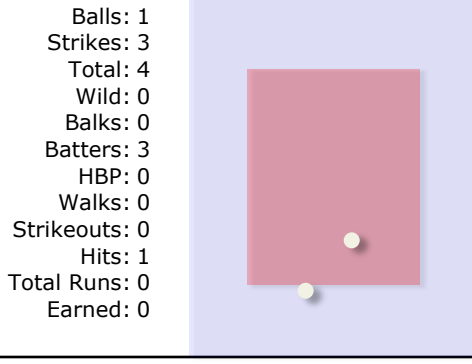 Balls: 1
Strikes: 3
Total: 4
Wild: 0
Balks: 0
Batters: 3
HBP: 0
Walks: 0
Strikeouts: 0
Hits: 1
Total Runs: 0
Earned: 0